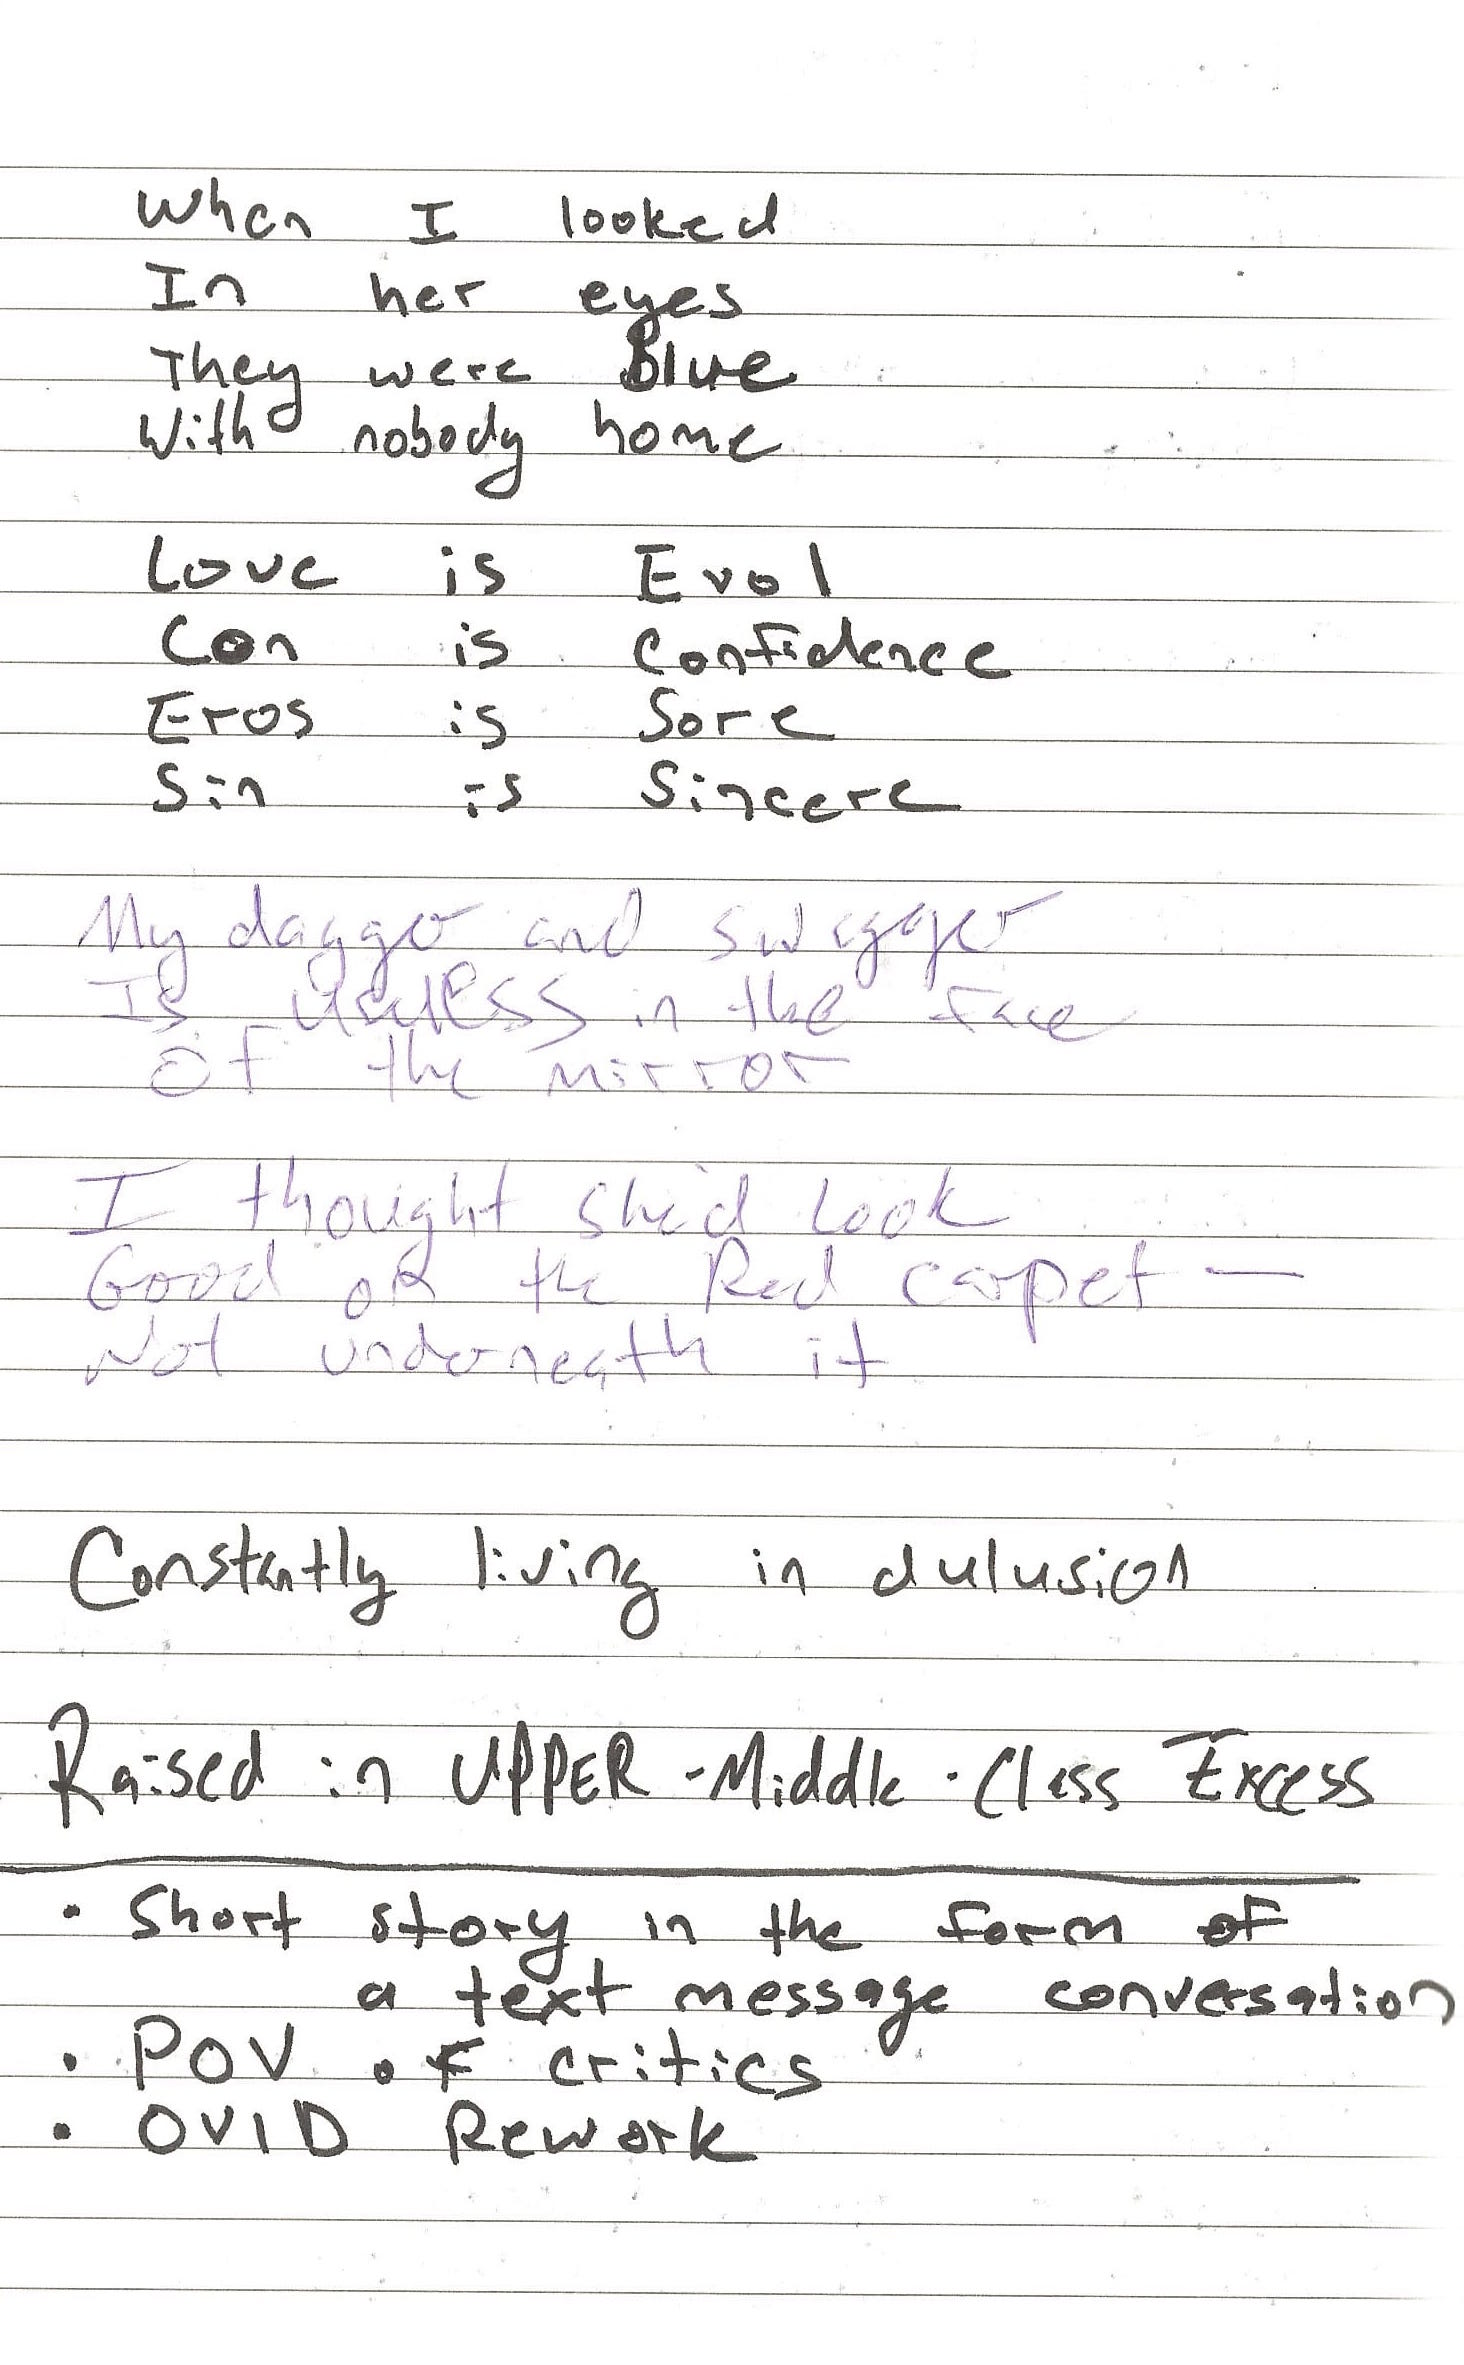 When I looked
In her eyes
They were Blue
With nobody home
Love is Evol
Con is Confidence
Eros is Sore
Sin is Sincere
My dagger and swagger
Is useless in the face
of the mirror
I thought she'd look
Good on the Red carpet —
Not underneath it
Constantly living in dulusion
Raised in UPPER-Middle-Class Excess
• Short story in the form of
a text message conversation
• POV of critics
• OVID Rework